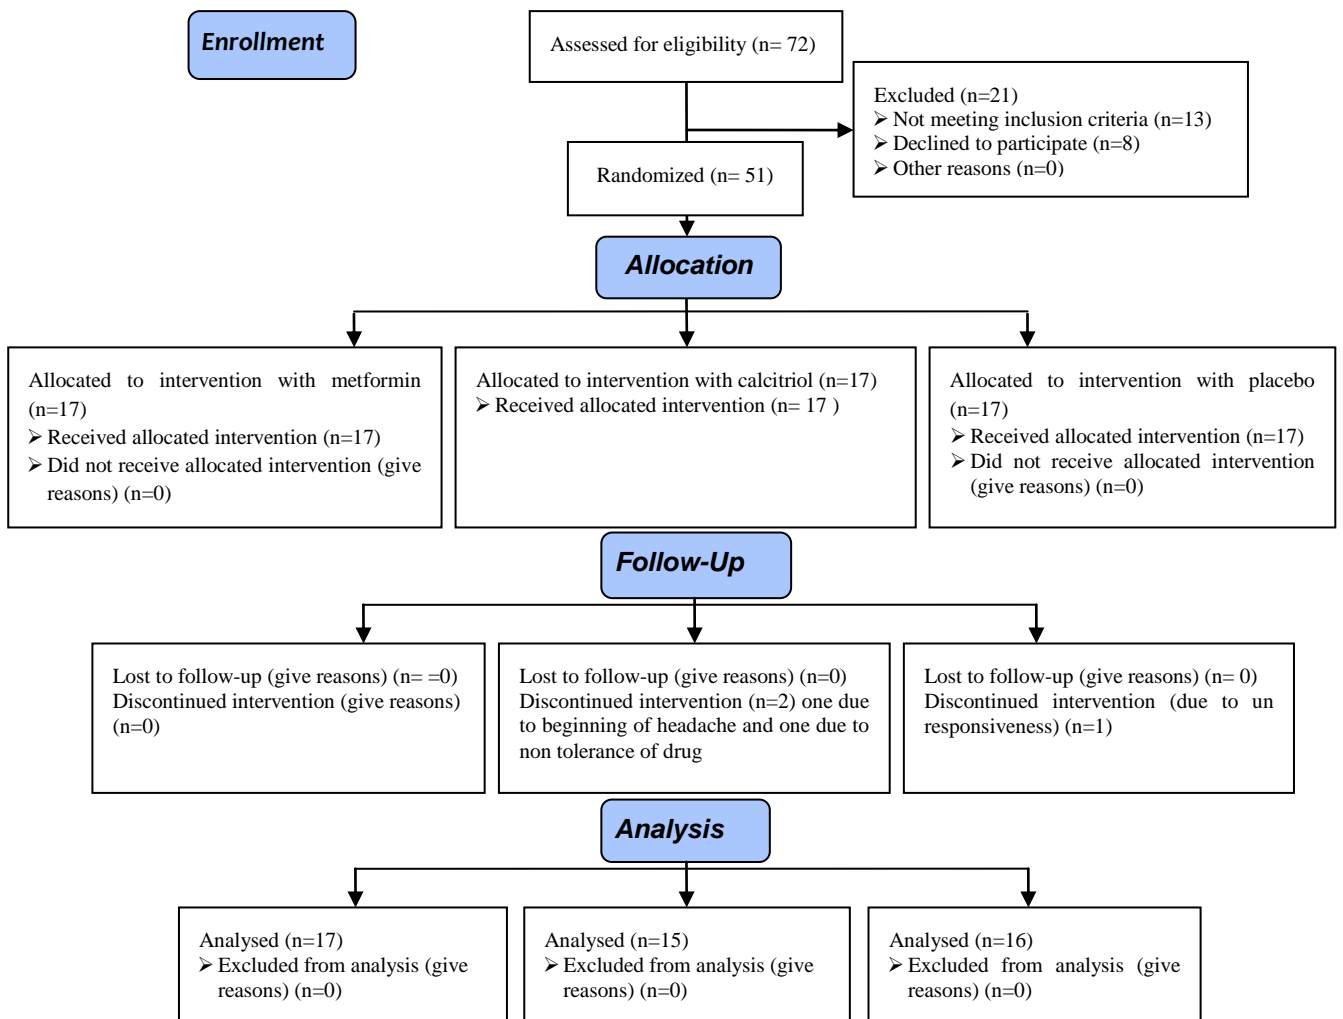 Enrollment
Assessed for eligibility (n= 72)
Excluded (n=21)
➢ Not meeting inclusion criteria (n=13)
➢ Declined to participate (n=8)
➢ Other reasons (n=0)
Randomized (n= 51)
Allocation
Allocated to intervention with metformin
(n=17)
➢ Received allocated intervention (n=17)
➢ Did not receive allocated intervention (give
reasons) (n=0)
Allocated to intervention with calcitriol (n=17)
➢ Received allocated intervention (n= 17 )
Allocated to intervention with placebo
(n=17)
➢ Received allocated intervention (n=17)
➢ Did not receive allocated intervention
(give reasons) (n=0)
Follow-Up
Lost to follow-up (give reasons) (n= =0)
Discontinued intervention (give reasons)
(n=0)
Lost to follow-up (give reasons) (n=0)
Discontinued intervention (n=2) one due
to beginning of headache and one due to
non tolerance of drug
Lost to follow-up (give reasons) (n= 0)
Discontinued intervention (due to un
responsiveness) (n=1)
Analysis
Analysed (n=17)
➢ Excluded from analysis (give
reasons) (n=0)
Analysed (n=15)
➢ Excluded from analysis (give
reasons) (n=0)
Analysed (n=16)
➢ Excluded from analysis (give
reasons) (n=0)